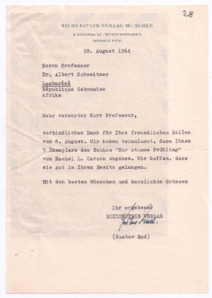 28
BIEDERSTEIN VERLAG MÜNCHEN
28. August 1964
Herrn Professor
Dr. Albert Schweitzer
Lambaréné
République Gabonaise
Afrika
Sehr verehrter Herr Professor,
verbindlichen Dank für Ihre freundlichen Zeilen
vom 6. August. Wir haben veranlasst, dass Ihnen
3 Exemplare des Buches "Der stumme Frühling"
von Rachel L. Carson zugehen. Wir hoffen, dass
sie gut in Ihren Besitz gelangen.
Mit den besten Wünschen und herzlichen Grüssen
Ihr ergebener
BIEDERSTEIN VERLAG
(Gustav End)